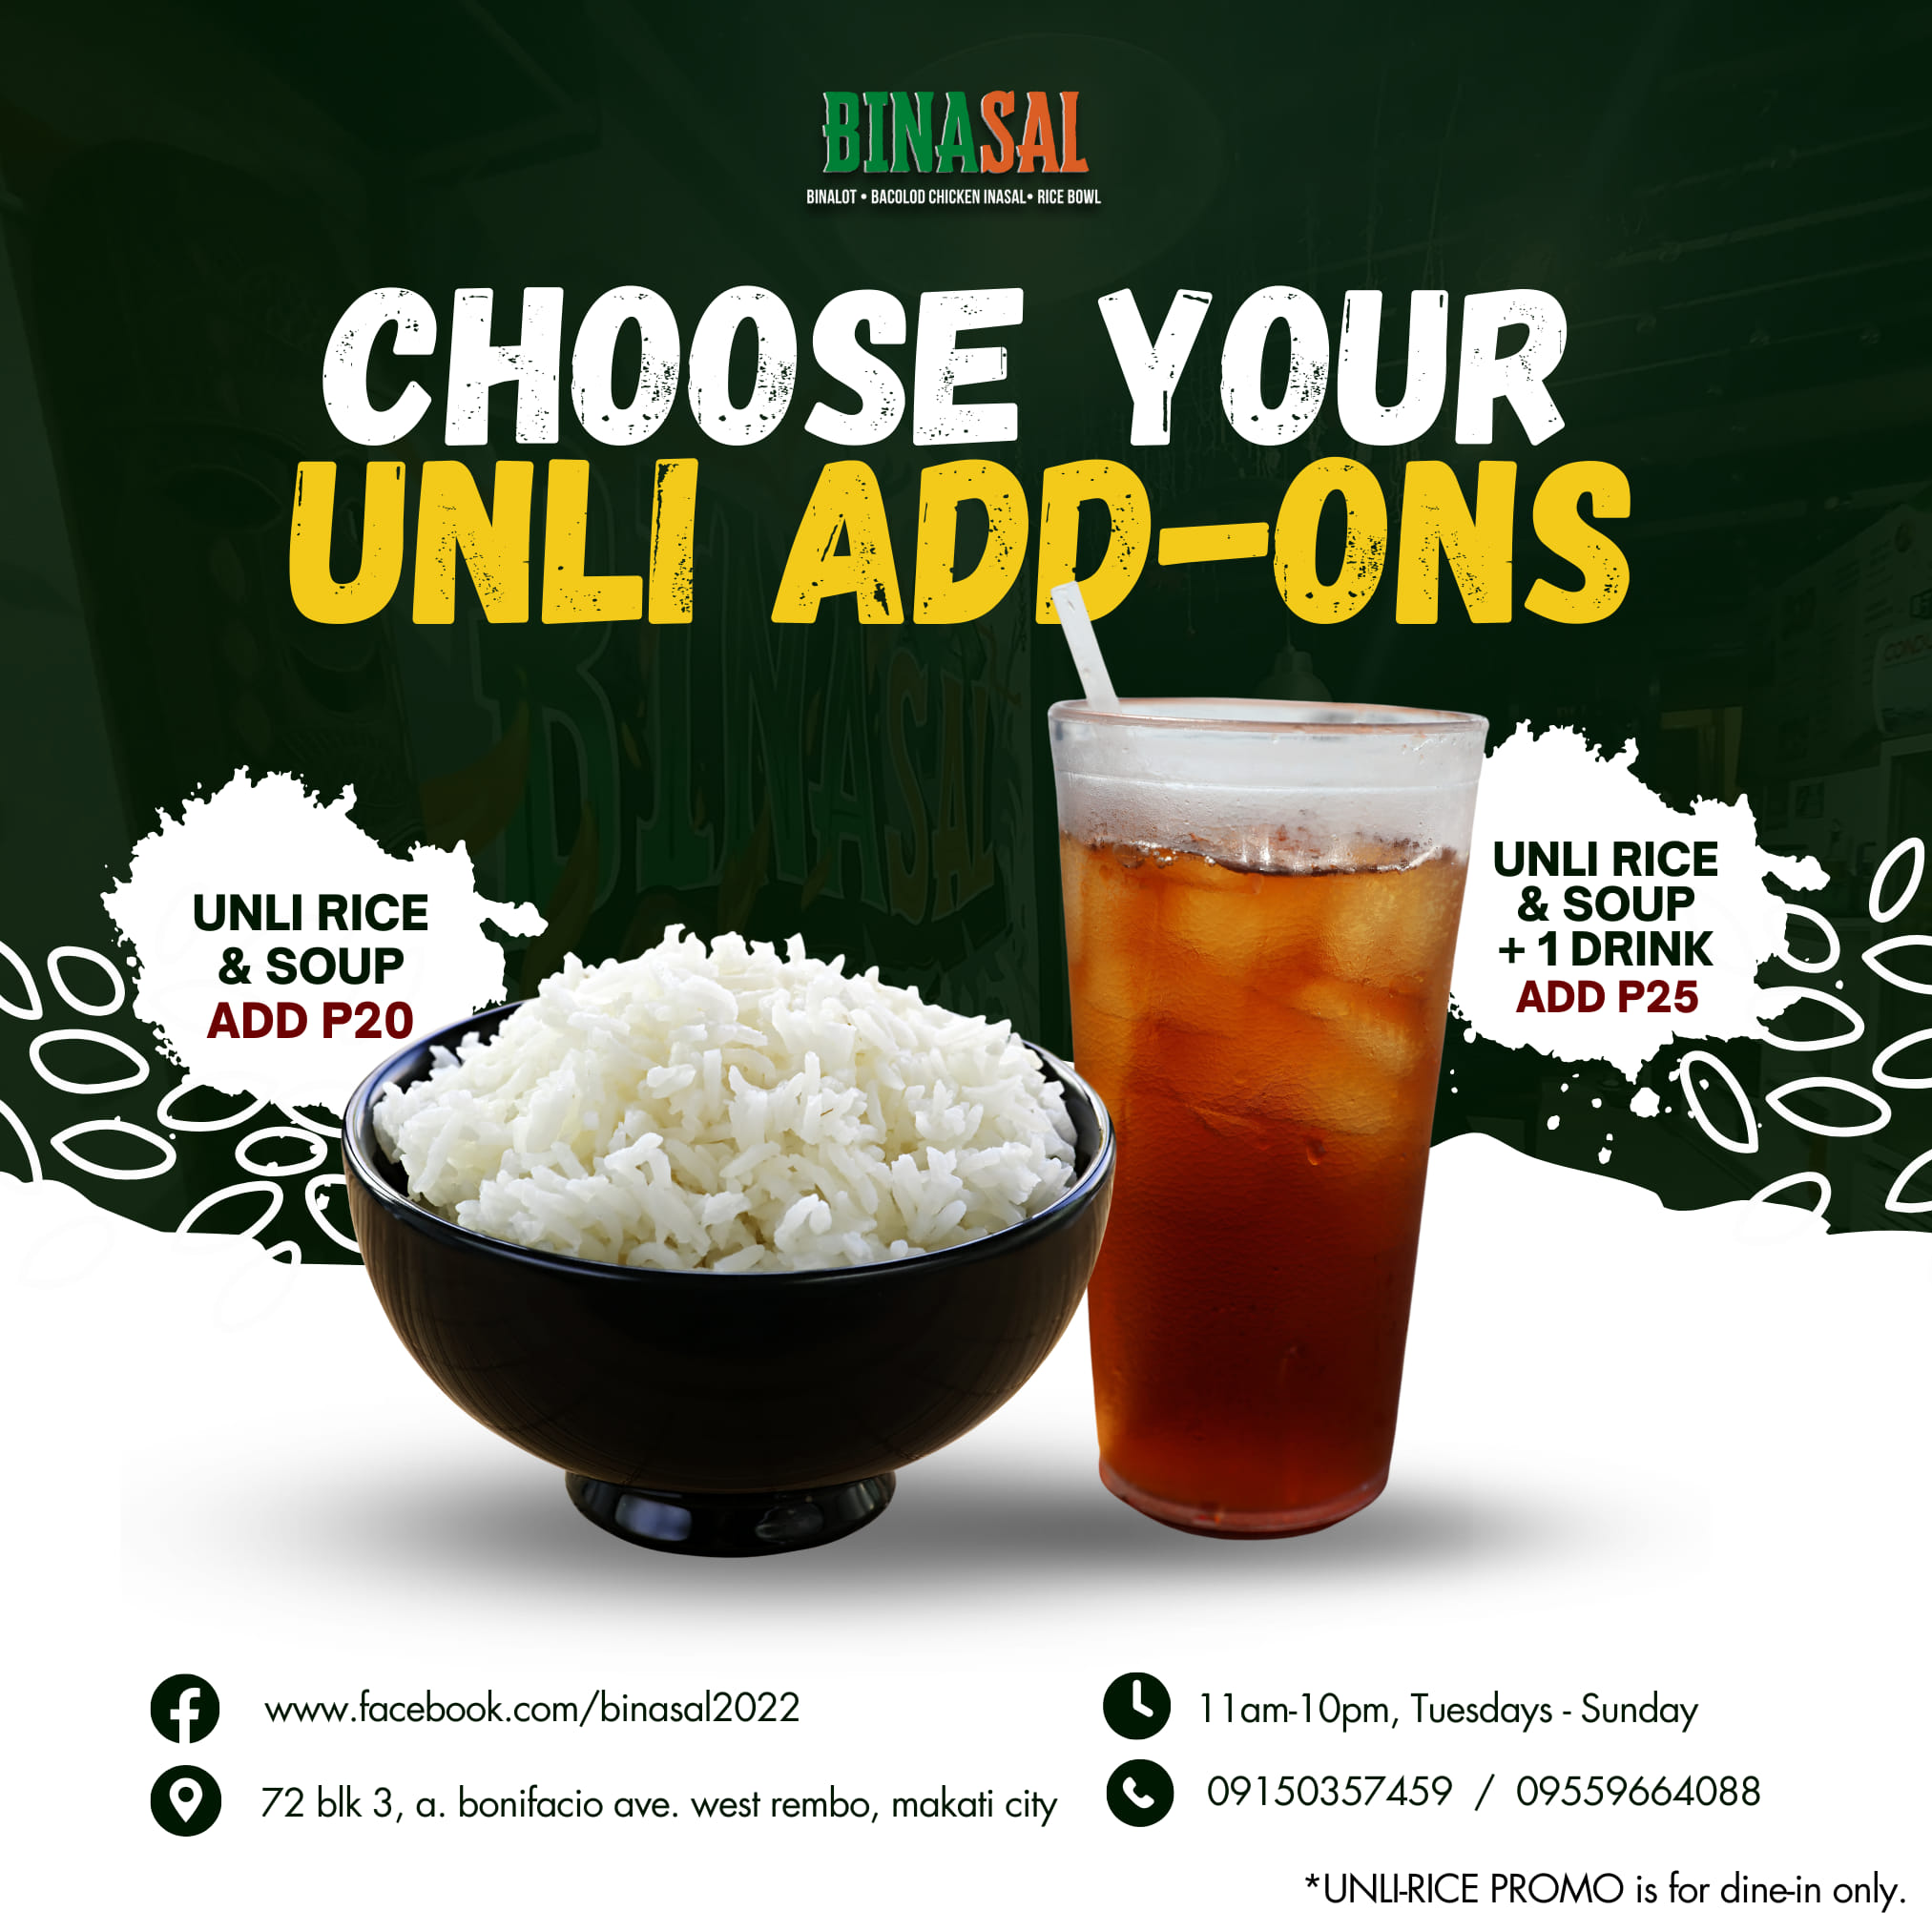 BINASAL
BINALOT • BACOLOD CHICKEN INASAL• RICE BOWL
CHOOSE YOUR
UNLI ADD-ONS
UNLI RICE
& SOUP
ADD P20
UNLI RICE
& SOUP
+ 1 DRINK
ADD P25
BINASAL
www.facebook.com/binasal2022
72 blk 3, a. bonifacio ave. west rembo, makati city
11am-10pm, Tuesdays - Sunday
09150357459 / 09559664088
*UNLI-RICE PROMO is for dine-in only.